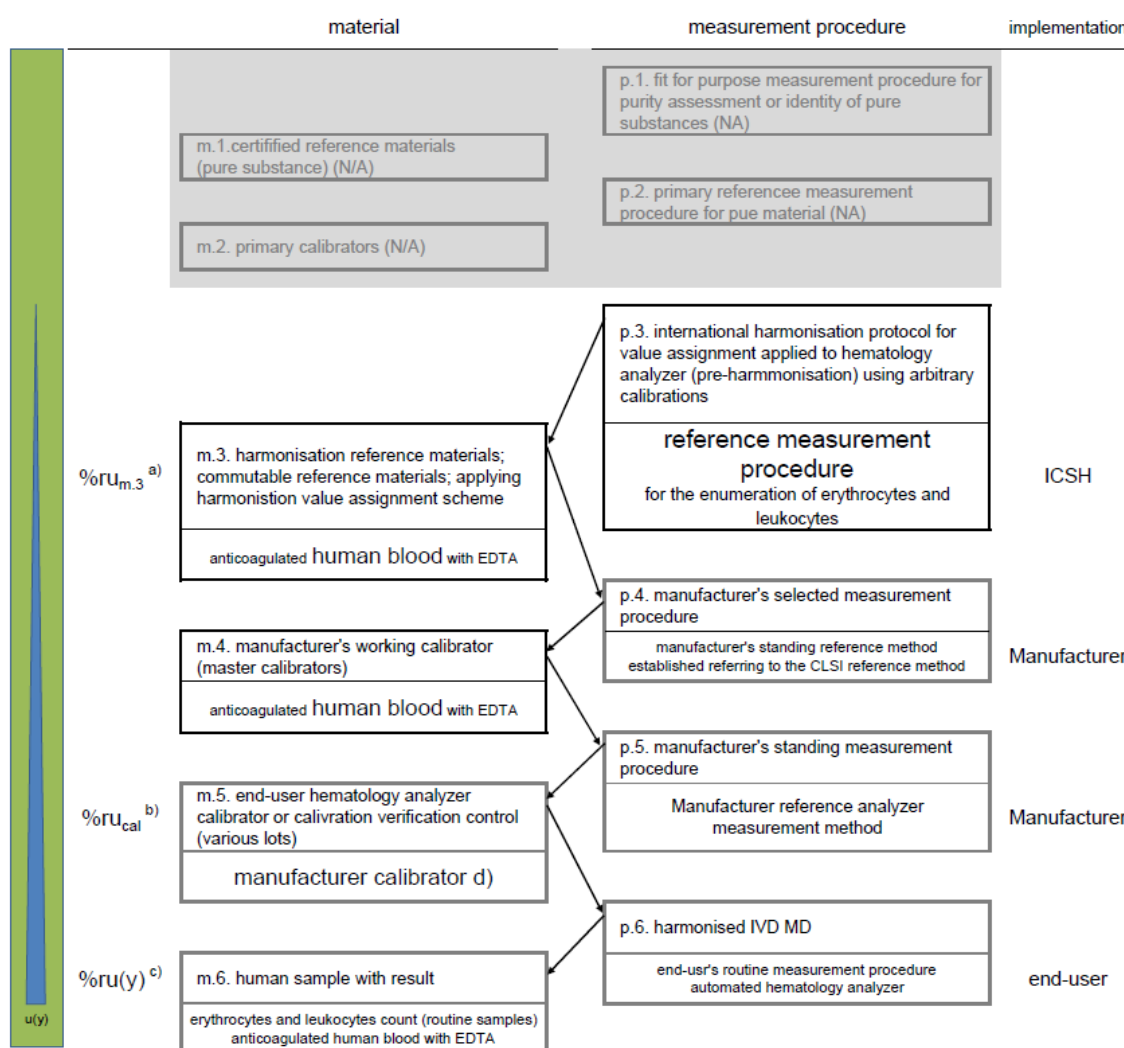 material
measurement procedure
implementation
p.1. fit for purpose measurement procedure for
purity assessment or identity of pure
substances (NA)
m.1.certifified reference materials
(pure substance) (N/A)
p.2. primary referencee measurement
procedure for pue material (NA)
m.2. primary calibrators (N/A)
p.3. international harmonisation protocol for
value assignment applied to hematology
analyzer (pre-harmmonisation) using arbitrary
calibrations
reference measurement
procedure
for the enumeration of erythrocytes and
leukocytes
ICSH
%ru m.3 a)
m.3. harmonisation reference materials;
commutable reference materials; applying
harmonistion value assignment scheme
anticoagulated human blood with EDTA
p.4. manufacturer's selected measurement
procedure
manufacturer's standing reference method
established referring to the CLSI reference method
Manufacturer
m.4. manufacturer's working calibrator
(master calibrators)
anticoagulated human blood with EDTA
p.5. manufacturer's standing measurement
procedure
Manufacturer reference analyzer
measurement method
Manufacturer
%ru cal b)
m.5. end-user hematology analyzer
calibrator or calivration verification control
(various lots)
manufacturer calibrator d)
p.6. harmonised IVD MD
end-usr's routine measurement procedure
automated hematology analyzer
end-user
%ru(y) c)
m.6. human sample with result
erythrocytes and leukocytes count (routine samples)
anticoagulated human blood with EDTA
u(y)